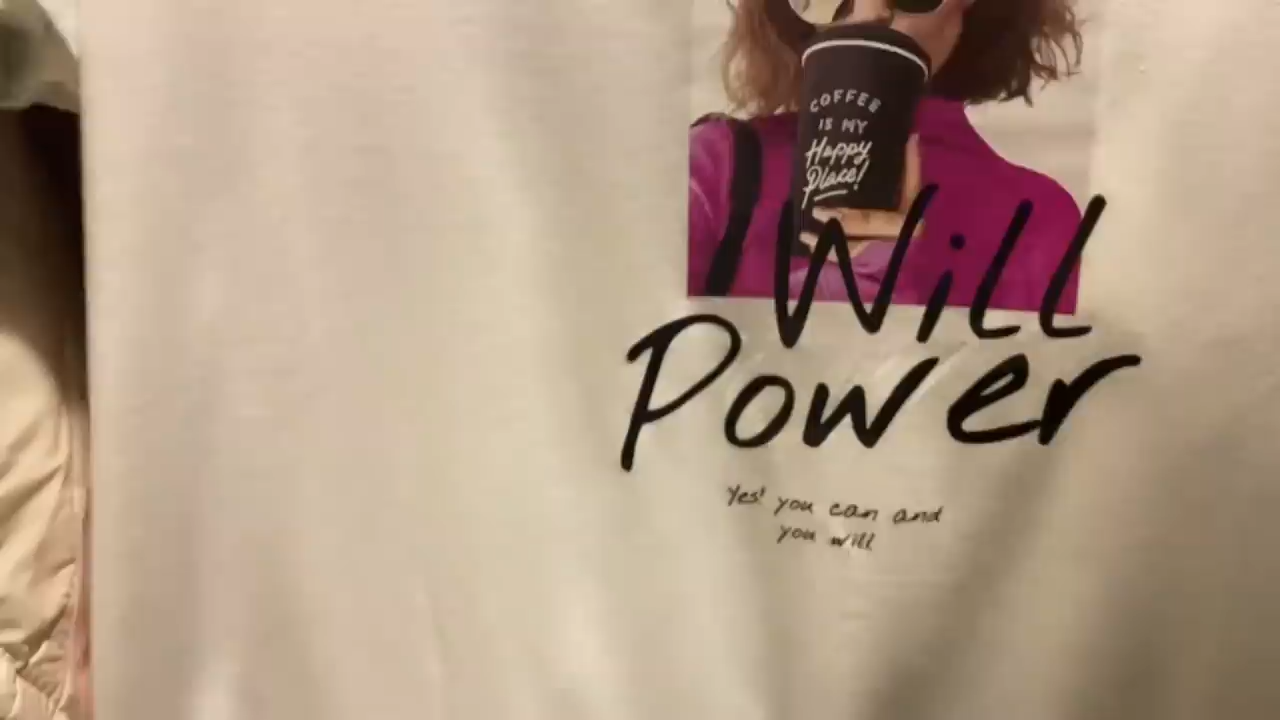 COFFEE
IS MY
Happy
Place!
Will
Power
Yes! you can and
you will